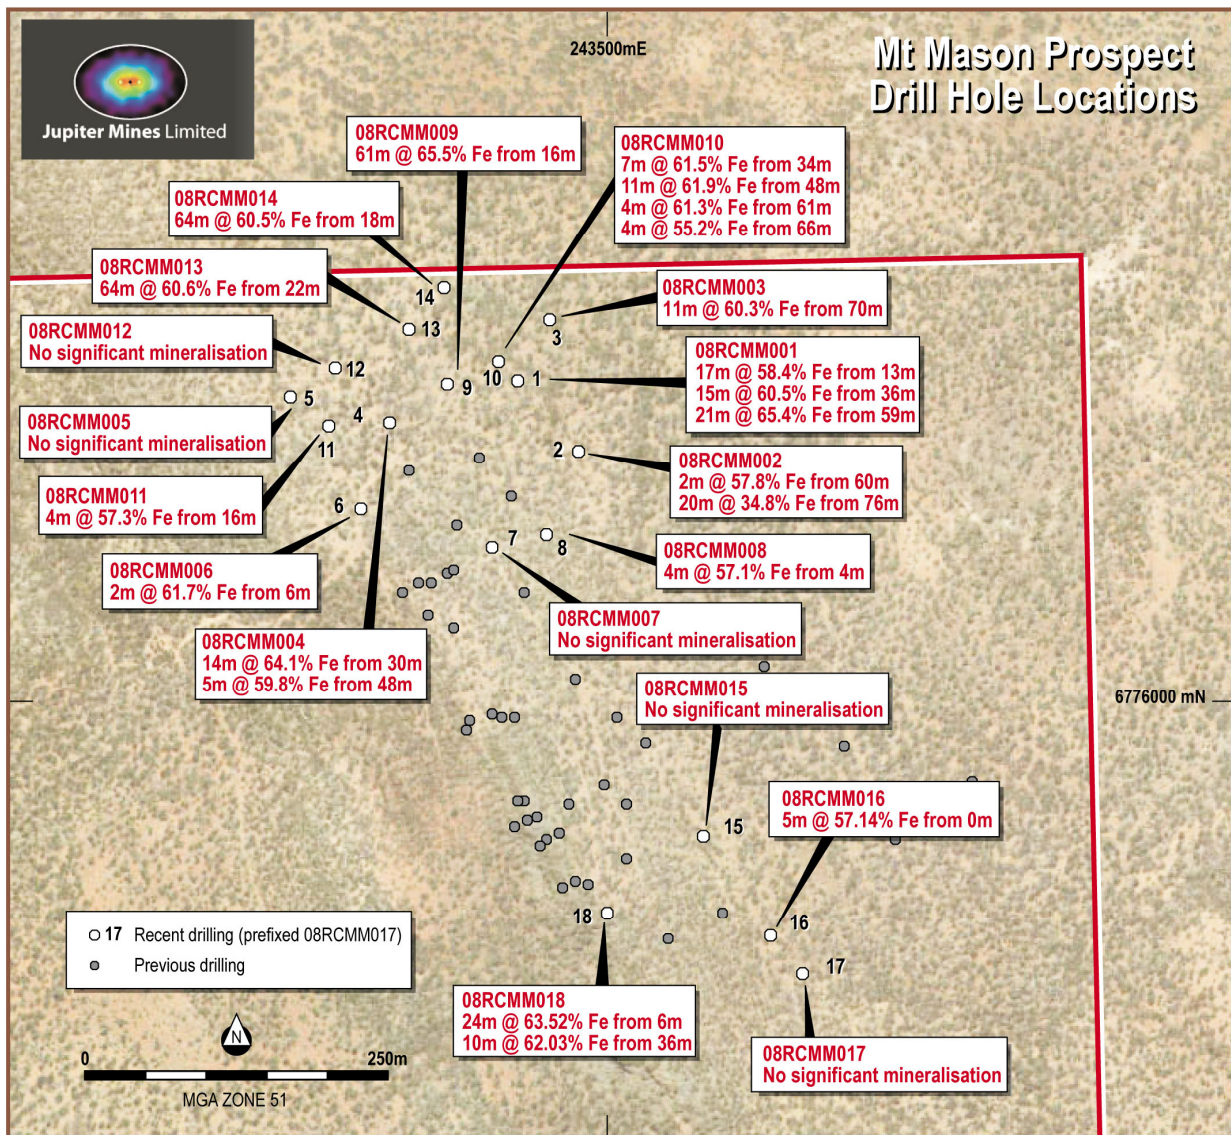 243500mE
Mt Mason Prospect
Drill Hole Locations
Jupiter Mines Limited
08RCMM009
61m @ 65.5% Fe from 16m
08RCMM010
7m @ 61.5% Fe from 34m
11m @ 61.9% Fe from 48m
4m @ 61.3% Fe from 61m
4m @ 55.2% Fe from 66m
08RCMM014
64m @ 60.5% Fe from 18m
08RCMM013
64m @ 60.6% Fe from 22m
14
08RCMM003
11m @ 60.3% Fe from 70m
08RCMM012
No significant mineralisation
13
3
08RCMM001
17m @ 58.4% Fe from 13m
15m @ 60.5% Fe from 36m
21m @ 65.4% Fe from 59m
12
10
1
9
5
08RCMM005
No significant mineralisation
4
11
2
08RCMM002
2m @ 57.8% Fe from 60m
20m @ 34.8% Fe from 76m
08RCMM011
4m @ 57.3% Fe from 16m
6
7
8
08RCMM008
4m @ 57.1% Fe from 4m
08RCMM006
2m @ 61.7% Fe from 6m
08RCMM007
No significant mineralisation
08RCMM004
14m @ 64.1% Fe from 30m
5m @ 59.8% Fe from 48m
08RCMM015
No significant mineralisation
6776000 mN
08RCMM016
5m @ 57.14% Fe from 0m
15
18
16
17 Recent drilling (prefixed 08RCMM017)
Previous drilling
17
08RCMM018
24m @ 63.52% Fe from 6m
10m @ 62.03% Fe from 36m
N
0 250m
MGA ZONE 51
08RCMM017
No significant mineralisation